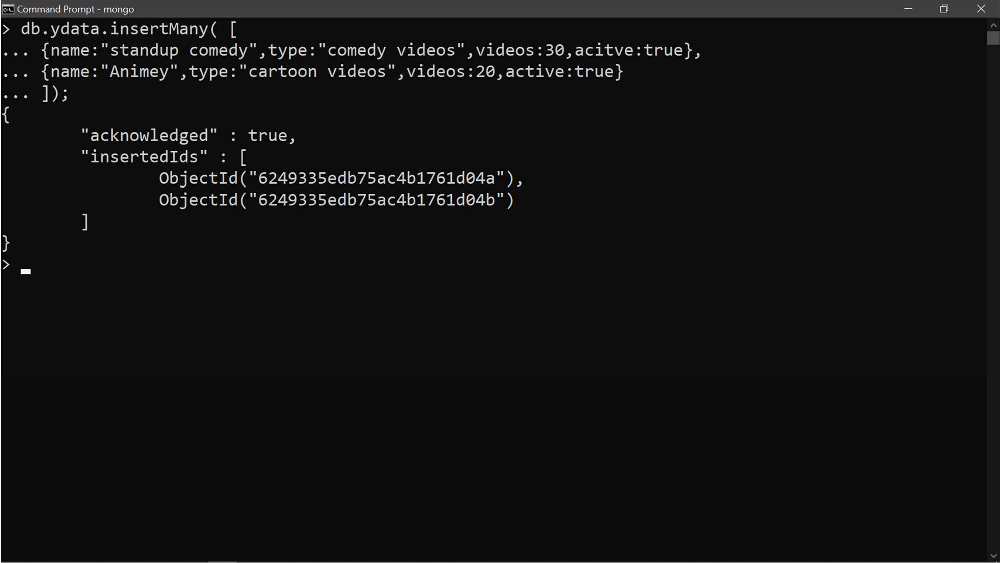 Command Prompt - mongo
> db.ydata.insertMany( [
... {name:"standup comedy",type:"comedy videos",videos:30,acitve:true},
... {name:"Animey",type:"cartoon videos",videos:20,active:true}
... ]);
{
"acknowledged" : true,
"insertedIds" : [
ObjectId("6249335edb75ac4b1761d04a"),
ObjectId("6249335edb75ac4b1761d04b")
]
}
>